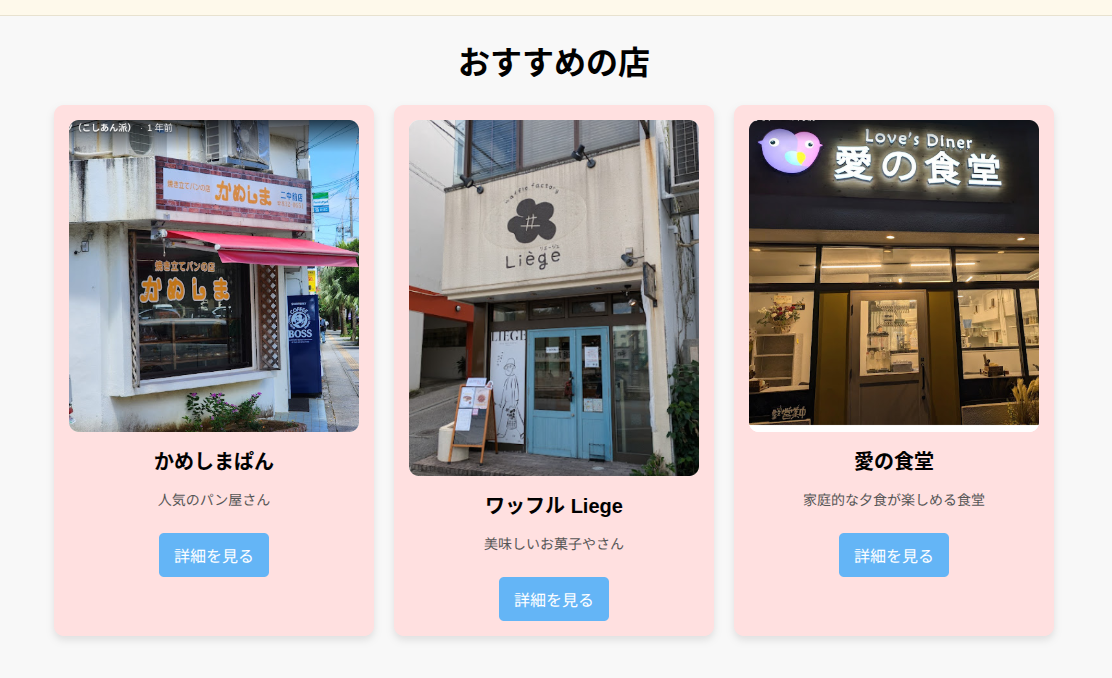 おすすめの店
（こしあん派） · 1 年前
焼き立てパンの店 かめしま 二中前店
焼き立てパンの店
かめしま
BOSS
maggie factory
#
Liège
LIEGE
Love's Diner
愛の食堂
かめしまぱん
人気のパン屋さん
詳細を見る
ワッフル Liege
美味しいお菓子やさん
詳細を見る
愛の食堂
家庭的な夕食が楽しめる食堂
詳細を見る